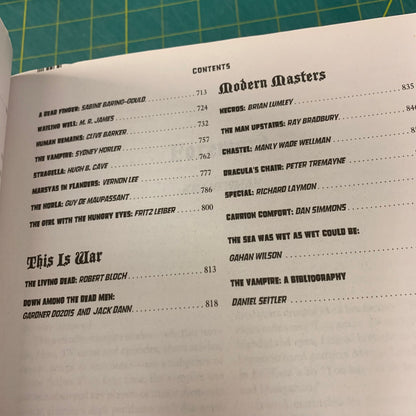 CONTENTS
A DEAD FINGER: SABINE BARING-GOULD 713
WAILING WELL: M. R. JAMES 724
HUMAN REMAINS: CLIVE BARKER 732
THE VAMPIRE: SYDNEY HORLER 757
STRAGELLA: HUGH B. CAVE 762
MARSYAS IN FLANDERS: VERNON LEE 777
THE HORLA: GUY DE MAUPASSANT 786
THE GIRL WITH THE HUNGRY EYES: FRITZ LEIBER 800
This Is War
THE LIVING DEAD: ROBERT BLOCH 813
DOWN AMONG THE DEAD MEN:
GARDNER DOZOIS AND JACK DANN 818
Modern Masters
NECROS: BRIAN LUMLEY 835
THE MAN UPSTAIRS: RAY BRADBURY
CHASTEL: MANLY WADE WELLMAN
DRACULA'S CHAIR: PETER TREMAYNE
SPECIAL: RICHARD LAYMON
CARRION COMFORT: DAN SIMMONS
THE SEA WAS WET AS WET COULD BE:
GAHAN WILSON
THE VAMPIRE: A BIBLIOGRAPHY
DANIEL SEITLER